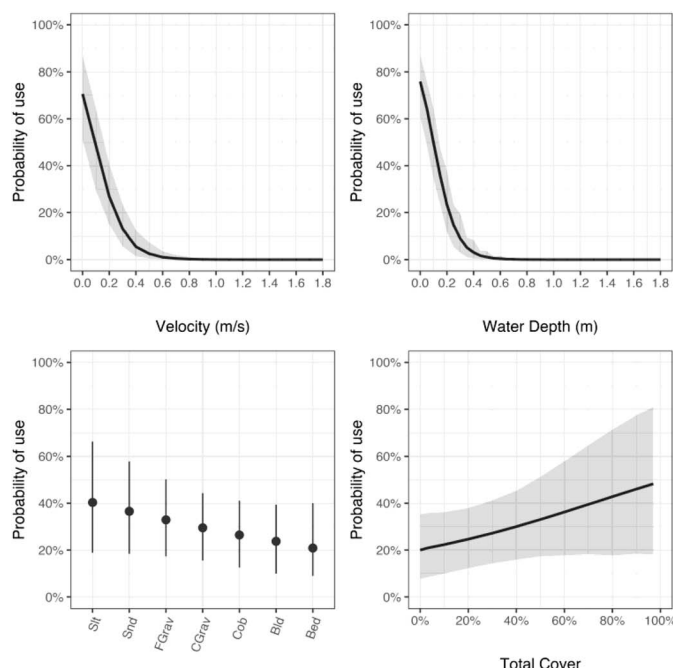 100%
80%
60%
40%
20%
0%
Probability of use
0.0 0.2 0.4 0.6 0.8 1.0 1.2 1.4 1.6 1.8
Velocity (m/s)
100%
80%
60%
40%
20%
0%
Probability of use
0.0 0.2 0.4 0.6 0.8 1.0 1.2 1.4 1.6 1.8
Water Depth (m)
100%
80%
60%
40%
20%
0%
Probability of use
Slt Snd FGrav CGrav Cob Bld Bed
100%
80%
60%
40%
20%
0%
Probability of use
0% 20% 40% 60% 80% 100%
Total Cover